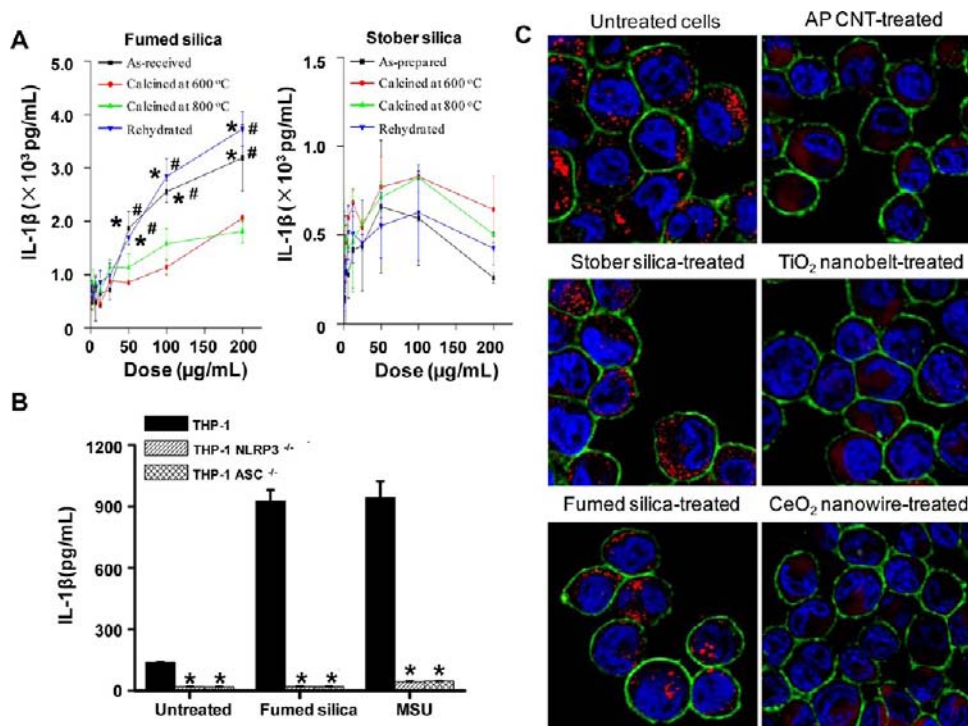 A
Fumed silica
As-received
Calcined at 600 °C
Calcined at 800 °C
Rehydrated
IL-1β (×10³ pg/mL)
5.0
4.0
3.0
2.0
1.0
0
* #
* #
* #
* #
* #
* #
0 50 100 150 200
Dose (µg/mL)
Stober silica
As-prepared
Calcined at 600 °C
Calcined at 800 °C
Rehydrated
IL-1β (×10³ pg/mL)
1.5
1.0
0.5
0
0 50 100 150 200
Dose (µg/mL)
B
THP-1
THP-1 NLRP3 -/-
THP-1 ASC -/-
IL-1β(pg/mL)
1200
900
600
300
0
* *
* *
* *
Untreated Fumed silica MSU
C
Untreated cells
AP CNT-treated
Stober silica-treated
TiO₂ nanobelt-treated
Fumed silica-treated
CeO₂ nanowire-treated